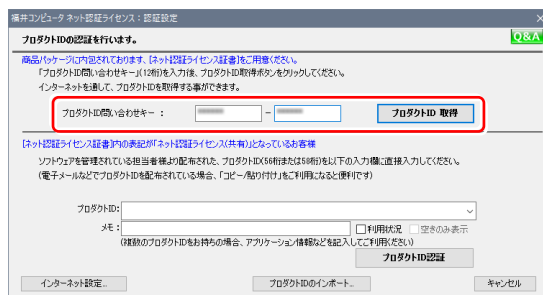 福井コンピュータ ネット認証ライセンス：認証設定
プロダクトIDの認証を行います。
Q&A
商品パッケージに内包されております、【ネット認証ライセンス証書】をご用意ください。
「プロダクトID問い合わせキー」(12桁)を入力後、プロダクトID取得ボタンをクリックしてください。
インターネットを通して、プロダクトIDを取得する事ができます。
プロダクトID問い合わせキー ：
－
プロダクトID 取得
【ネット認証ライセンス証書】内の表記が「ネット認証ライセンス(共有)」となっているお客様
ソフトウェアを管理されている担当者様より配布された、プロダクトID(56桁または58桁)を以下の入力欄に直接入力してください。
(電子メールなどでプロダクトIDを配布されている場合、「コピー/貼り付け」をご利用になると便利です)
プロダクトID:
メモ：
利用状況 空きのみ表示
(複数のプロダクトIDをお持ちの場合、アプリケーション情報などを記入してご利用ください)
プロダクトID認証
インターネット設定... プロダクトIDのインポート... キャンセル